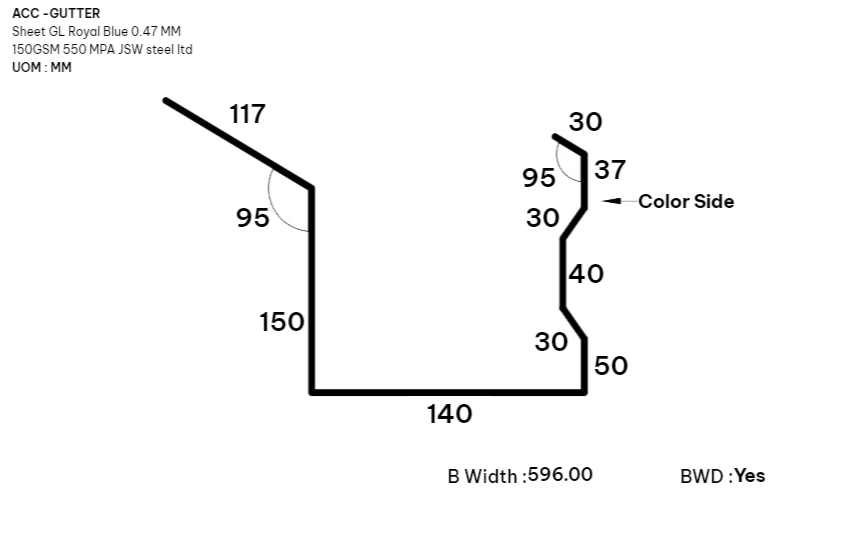 ACC -GUTTER
Sheet GL Royal Blue 0.47 MM
150GSM 550 MPA JSW steel ltd
UOM : MM
117
30
95
37
Color Side
95
30
40
150
30
50
140
B Width :596.00
BWD :Yes